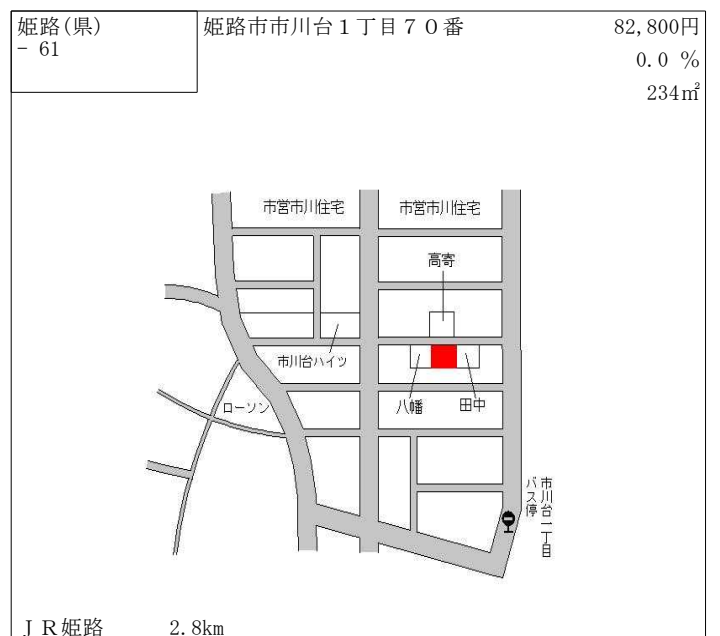 姫路(県)
- 61
姫路市市川台１丁目７０番
82,800円
0.0 %
234㎡
市営市川住宅
市営市川住宅
高寄
市川台ハイツ
八幡
田中
ローソン
市川台一丁目
バス停
ＪＲ姫路 2.8km